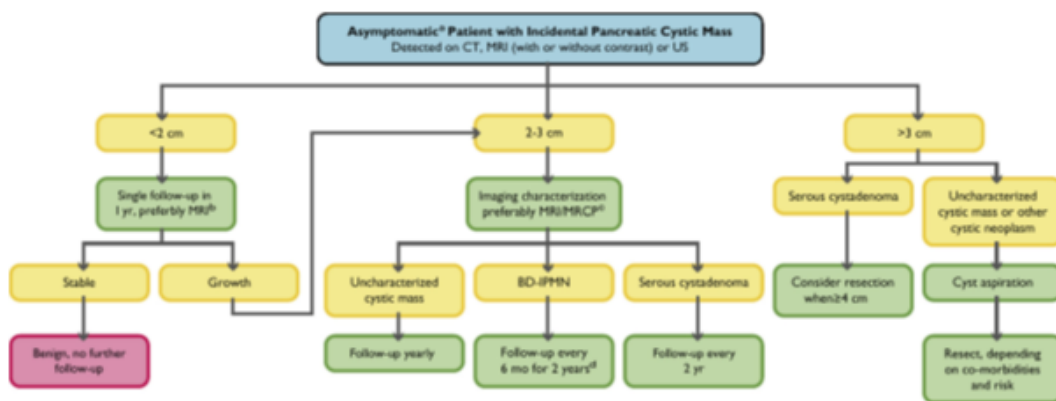 Asymptomatic Patient with Incidental Pancreatic Cystic Mass
Detected on CT, MRI (with or without contrast) or US
<2 cm
2-3 cm
>3 cm
Single follow-up in
1 yr, preferbly MRI
Imaging characterization
preferably MRI/MRCP
Serous cystadenoma
Uncharacterized
cystic mass or other
cystic neoplasm
Stable
Growth
Uncharacterized
cystic mass
BD-IPMN
Serous cystadenoma
Consider resection
when≥4 cm
Cyst aspiration
Benign, no further
follow-up
Follow-up yearly
Follow-up every
6 mo for 2 years
Follow-up every
2 yr
Resect, depending
on co-morbidities
and risk